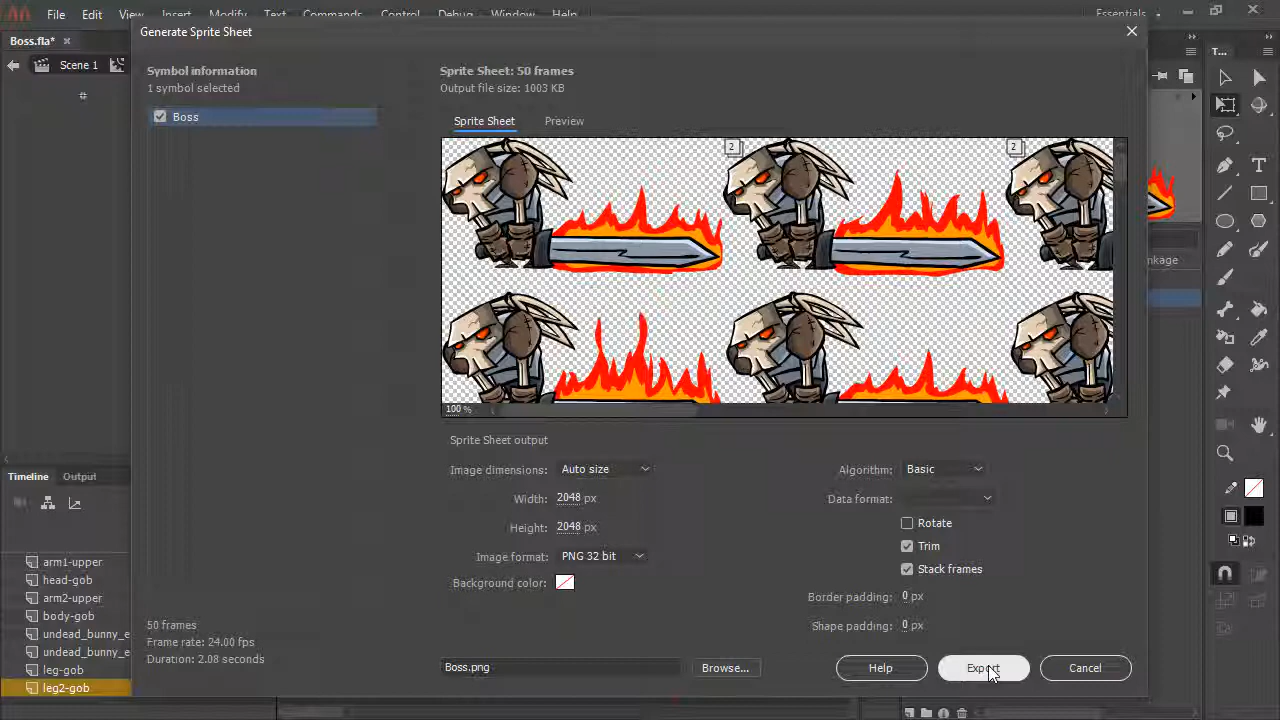 File Edit View Insert Modify Text Commands Control Debug Window Help Essentials
Generate Sprite Sheet
Boss.fla* ×
Scene 1
T...
Symbol information
1 symbol selected
Boss
Sprite Sheet: 50 frames
Output file size: 1003 KB
Sprite Sheet Preview
2 2
100 %
Sprite Sheet output
Image dimensions: Auto size
Width: 2048 px
Height: 2048 px
Image format: PNG 32 bit
Background color:
Algorithm: Basic
Data format:
Rotate
Trim
Stack frames
Border padding: 0 px
Shape padding: 0 px
nkage
Timeline Output
arm1-upper
head-gob
arm2-upper
body-gob
undead_bunny_e
undead_bunny_e
leg-gob
leg2-gob
50 frames
Frame rate: 24.00 fps
Duration: 2.08 seconds
Boss.png Browse... Help Export Cancel